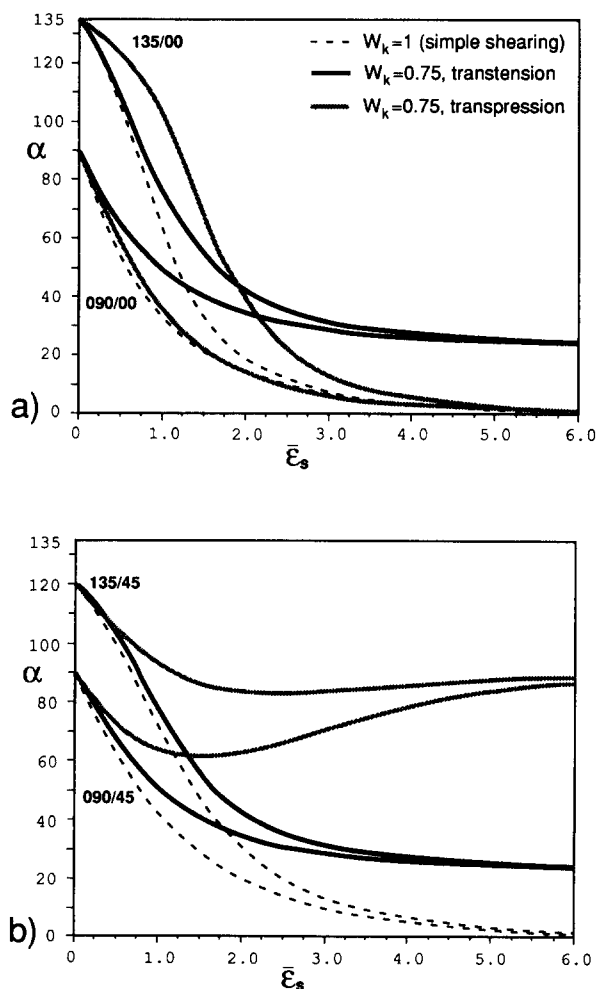 135
120
100
α
80
60
40
20
0
135/00
090/00
W_k=1 (simple shearing)
W_k=0.75, transtension
W_k=0.75, transpression
a)
0 1.0 2.0 3.0 4.0 5.0 6.0
ε̄_s
135
120
100
α
80
60
40
20
0
135/45
090/45
b)
0 1.0 2.0 3.0 4.0 5.0 6.0
ε̄_s